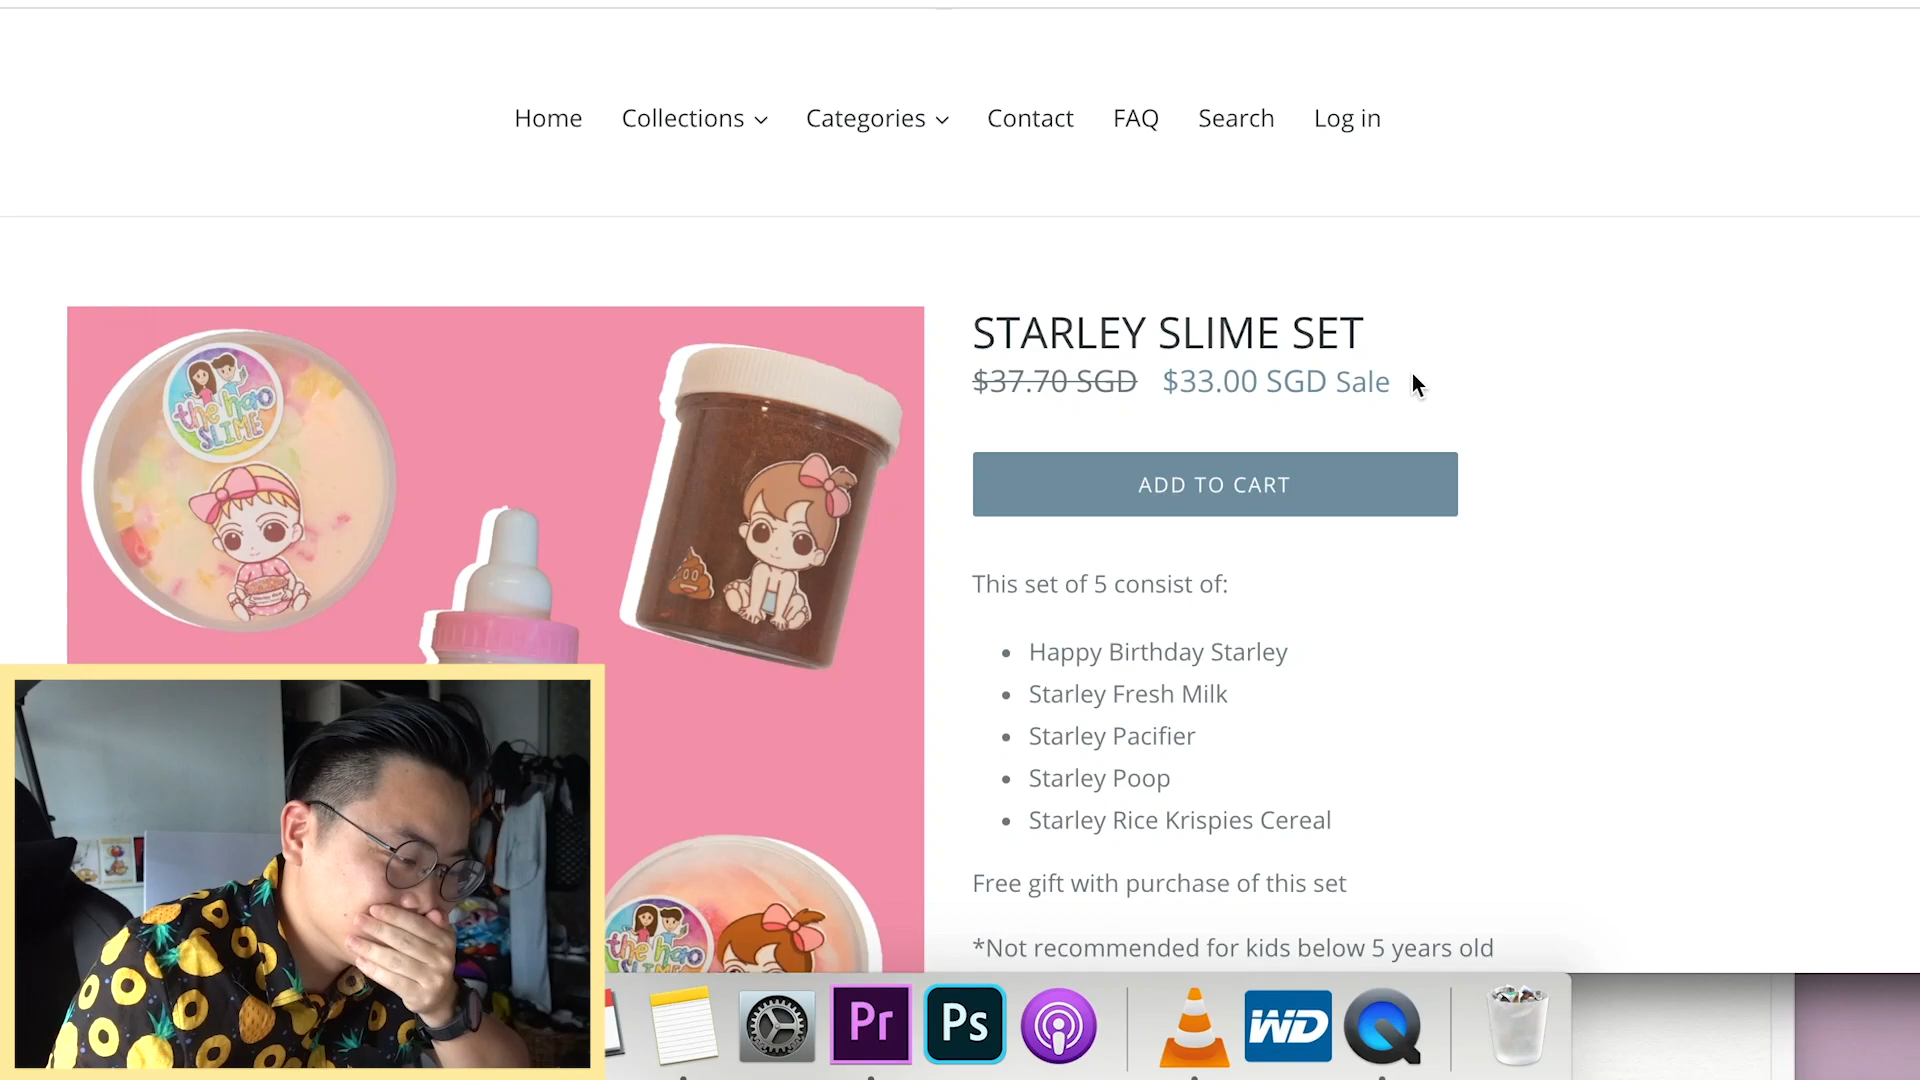 Home Collections Categories Contact FAQ Search Log in
the hao
SLIME
STARLEY SLIME SET
$37.70 SGD $33.00 SGD Sale
ADD TO CART
This set of 5 consist of:
Happy Birthday Starley
Starley Fresh Milk
Starley Pacifier
Starley Poop
Starley Rice Krispies Cereal
Free gift with purchase of this set
*Not recommended for kids below 5 years old
the hao
SLIME
Pr
Ps
WD